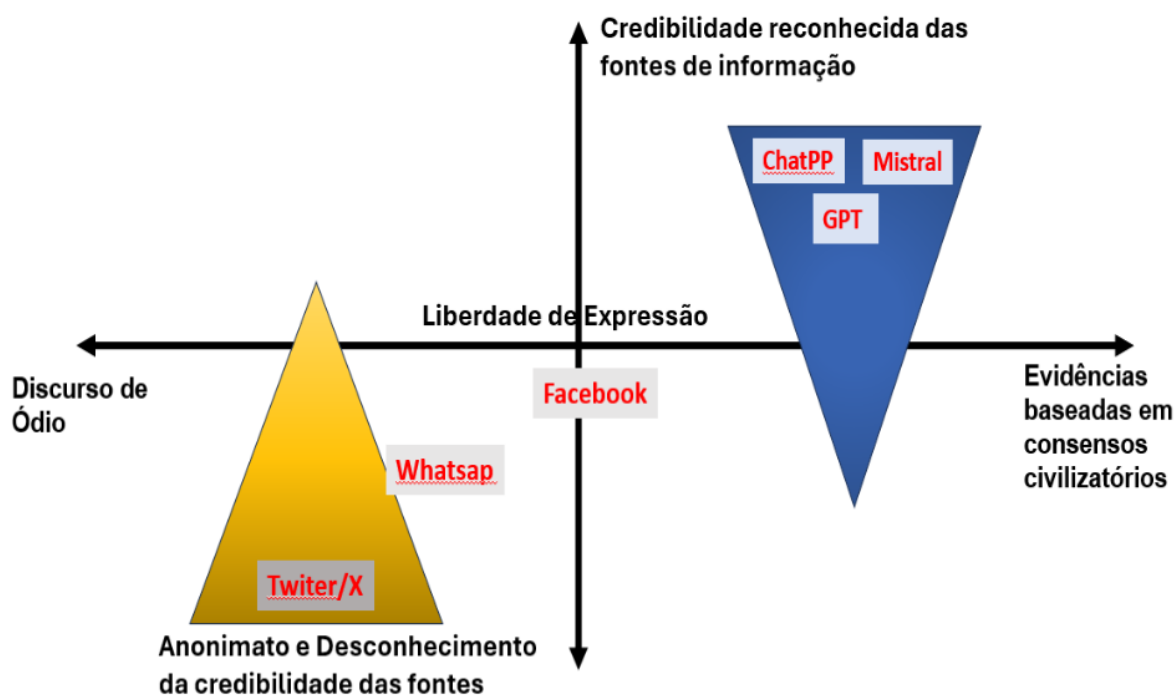 Credibilidade reconhecida das
fontes de informação
ChatPP
Mistral
GPT
Liberdade de Expressão
Discurso de
Ódio
Facebook
Evidências
baseadas em
consensos
civilizatórios
Whatsap
Twiter/X
Anonimato e Desconhecimento
da credibilidade das fontes